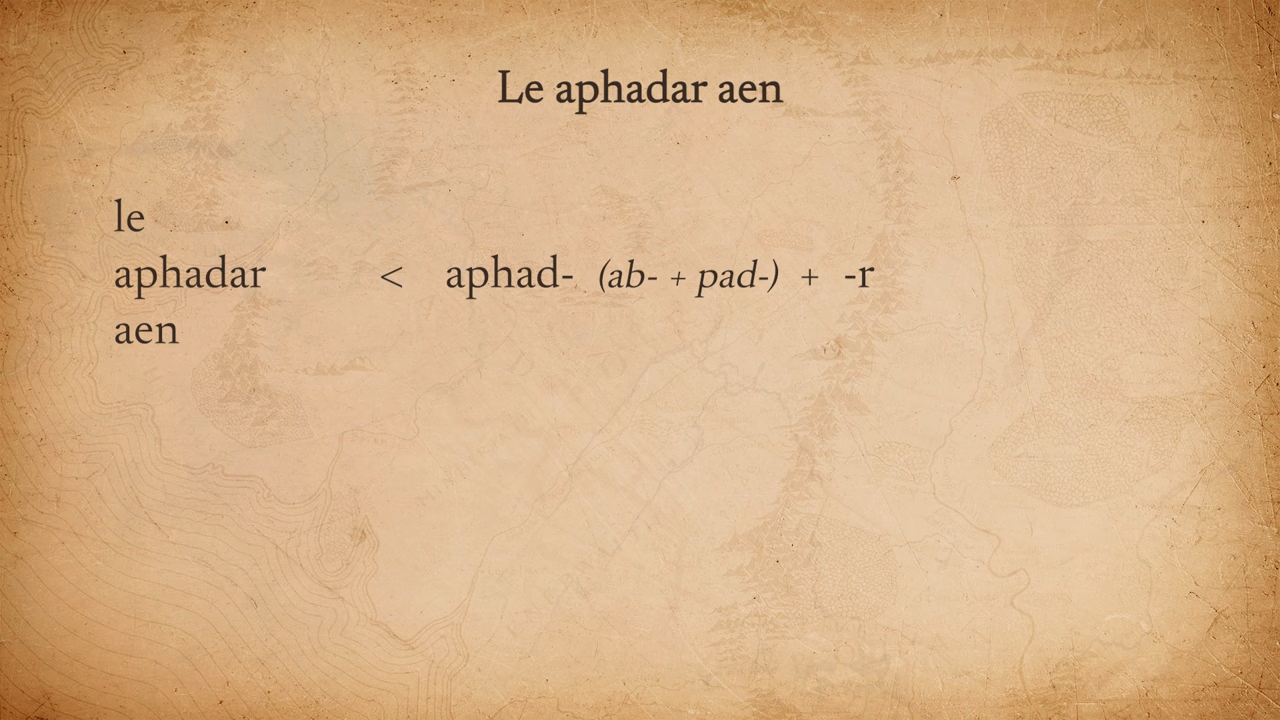 Le aphadar aen
le
aphadar < aphad- (ab- + pad-) + -r
aen